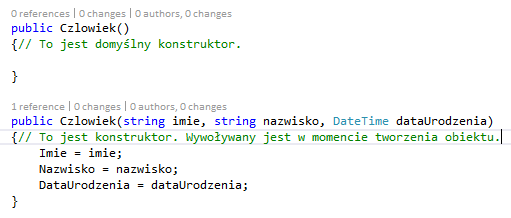 0 references | 0 changes | 0 authors, 0 changes
public Czlowiek()
{// To jest domyślny konstruktor.
}
1 reference | 0 changes | 0 authors, 0 changes
public Czlowiek(string imie, string nazwisko, DateTime dataUrodzenia)
{// To jest konstruktor. Wywoływany jest w momencie tworzenia obiektu.
Imie = imie;
Nazwisko = nazwisko;
DataUrodzenia = dataUrodzenia;
}